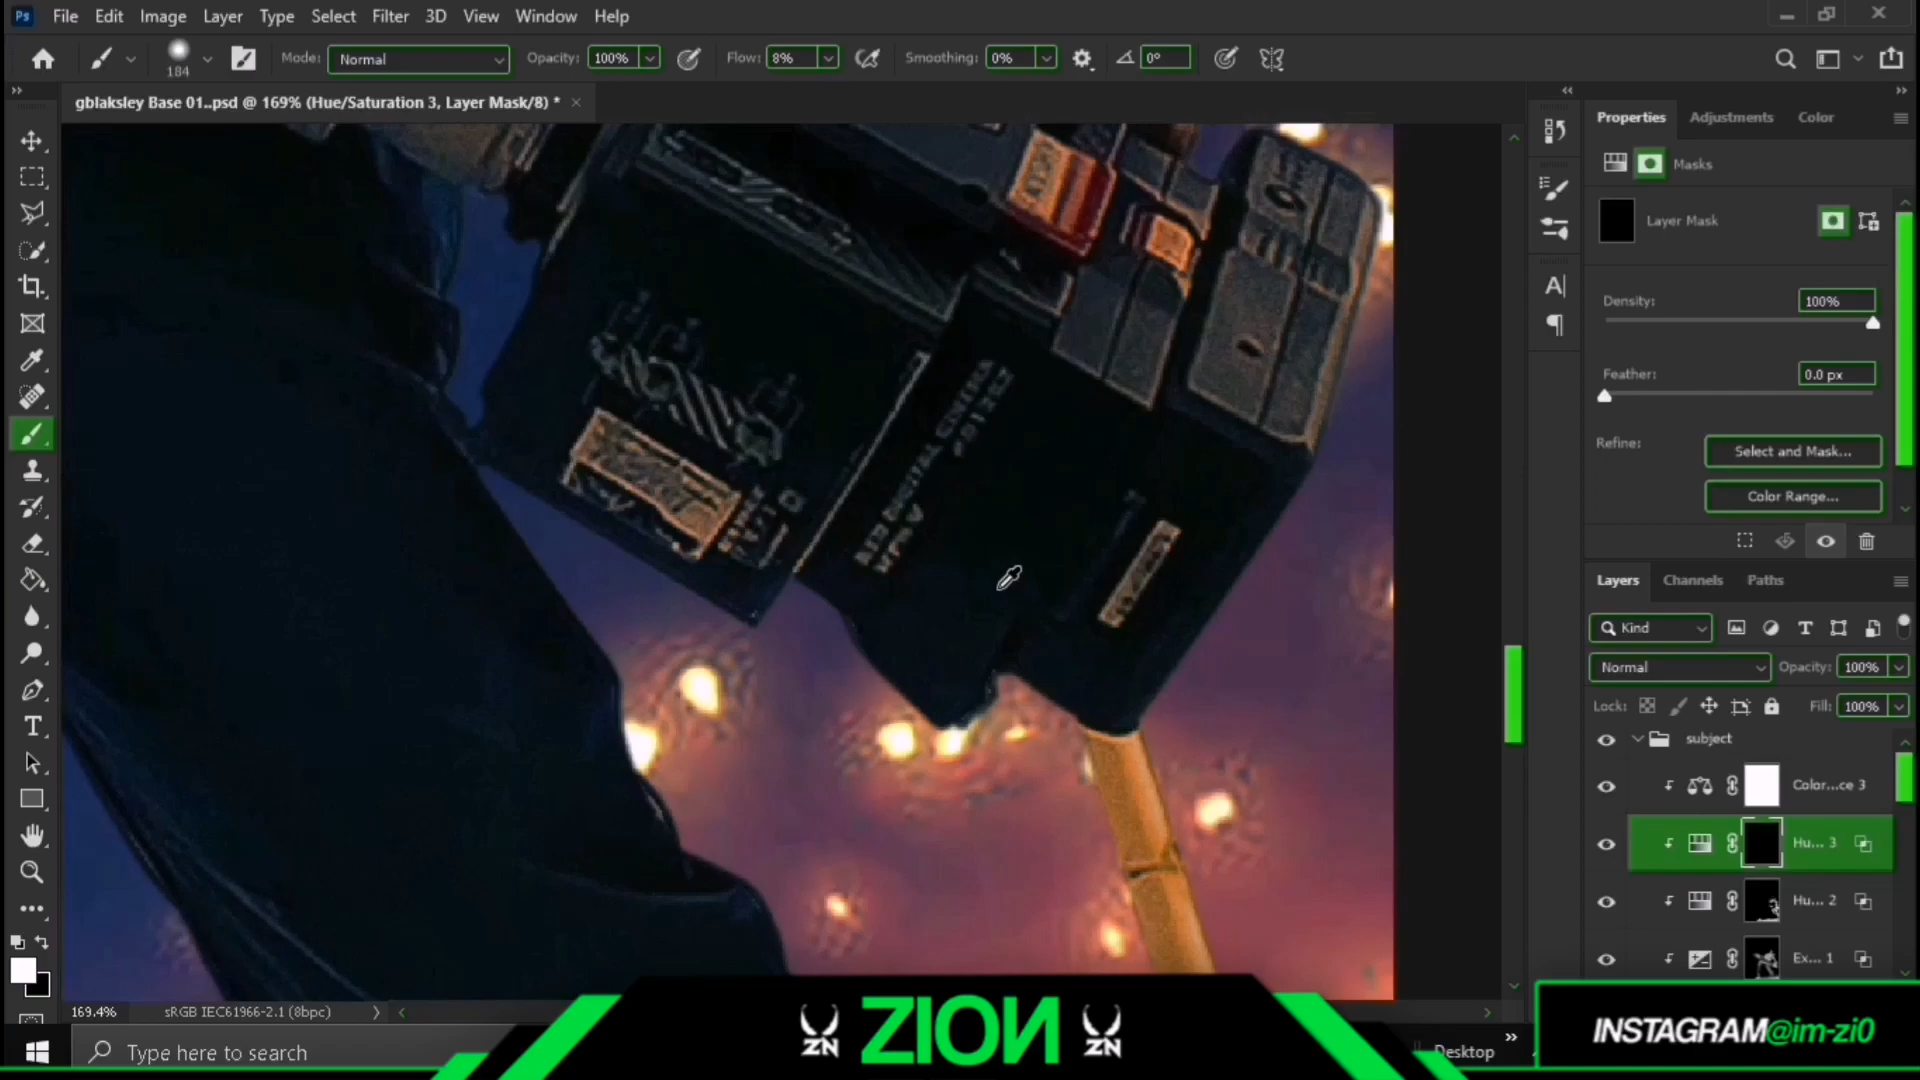 Ps File Edit Image Layer Type Select Filter 3D View Window Help
184 Mode: Normal Opacity: 100% Flow: 8% Smoothing: 0% 0°
gblaksley Base 01..psd @ 169% (Hue/Saturation 3, Layer Mask/8) * ×
Properties Adjustments Color
Masks
Layer Mask
Density: 100%
Feather: 0.0 px
Refine: Select and Mask...
Color Range...
Layers Channels Paths
Kind
Normal Opacity: 100%
Lock: Fill: 100%
subject
Color...ce 3
Hu... 3
Hu... 2
Ex... 1
169.4% sRGB IEC61966-2.1 (8bpc)
Type here to search
ZN ZION ZN
Desktop
INSTAGRAM@im-zi0